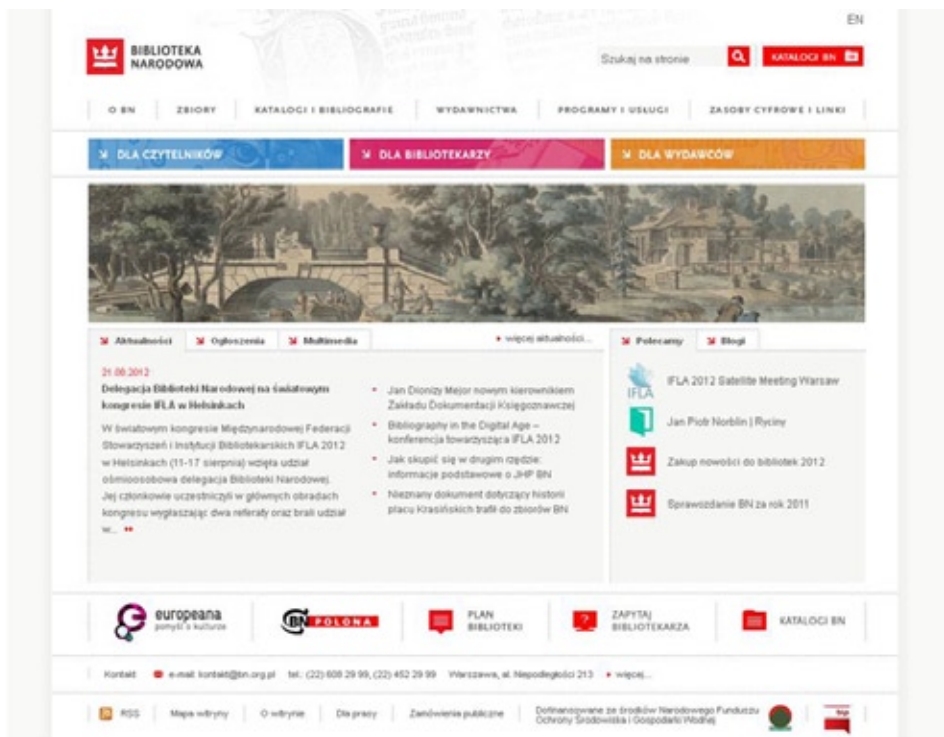 EN
BIBLIOTEKA
NARODOWA
Szukaj na stronie
KATALOGI BN
O BN
ZBIORY
KATALOGI I BIBLIOGRAFIE
WYDAWNICTWA
PROGRAMY I USŁUGI
ZASOBY CYFROWE I LINKI
DLA CZYTELNIKÓW
DLA BIBLIOTEKARZY
DLA WYDAWCÓW
Aktualności
Ogłoszenia
Multimedia
więcej aktualności...
21.08.2012
Delegacja Biblioteki Narodowej na światowym
kongresie IFLA w Helsinkach
W światowym kongresie Międzynarodowej Federacji
Stowarzyszeń i Instytucji Bibliotekarskich IFLA 2012
w Helsinkach (11-17 sierpnia) wzięła udział
ośmioosobowa delegacja Biblioteki Narodowej.
Jej członkowie uczestniczyli w głównych obradach
kongresu wygłaszając dwa referaty oraz brali udział
w...
Jan Dionizy Mejor nowym kierownikiem
Zakładu Dokumentacji Księgoznawczej
Bibliography in the Digital Age –
konferencja towarzysząca IFLA 2012
Jak skupić się w drugim rzędzie:
informacje podstawowe o JHP BN
Nieznany dokument dotyczący historii
placu Krasińskich trafił do zbiorów BN
Polecamy
Blogi
IFLA
IFLA 2012 Satellite Meeting Warsaw
Jan Piotr Norblin | Ryciny
Zakup nowości do bibliotek 2012
Sprawozdanie BN za rok 2011
europeana
pomyśl o kulturze
BN POLONA
PLAN
BIBLIOTEKI
ZAPYTAJ
BIBLIOTEKARZA
KATALOGI BN
Kontakt
e-mail: kontakt@bn.org.pl
tel.: (22) 608 29 99, (22) 452 29 99
Warszawa, al. Niepodległości 213
więcej...
RSS
Mapa witryny
O witrynie
Dla prasy
Zamówienia publiczne
Dofinansowane ze środków Narodowego Funduszu
Ochrony Środowiska i Gospodarki Wodnej
bip